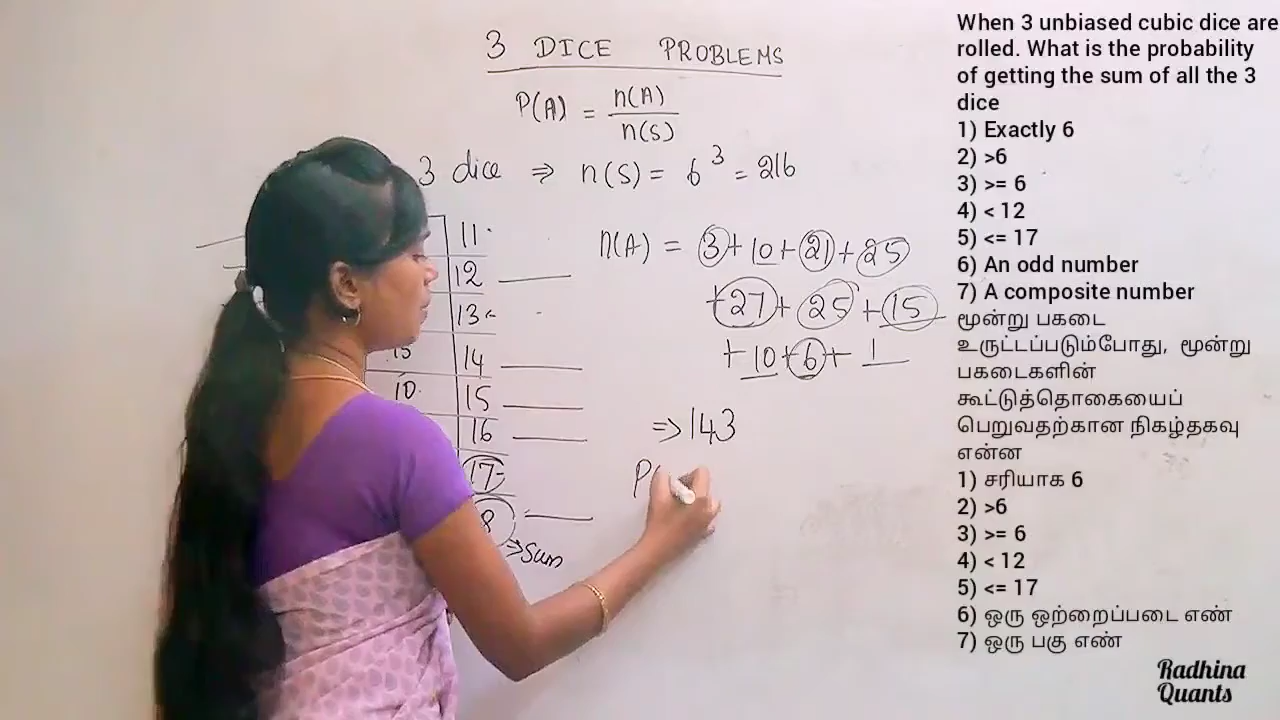 3 DICE PROBLEMS
P(A) = n(A)
n(S)
3 dice ⇒ n(S) = 6³ = 216
11
12
13
15 14
10 15
16
17
8
⇒ Sum
n(A) = 3 + 10 + 21 + 25
+ 27 + 25 + 15
+ 10 + 6 + 1
⇒ 143
P(
When 3 unbiased cubic dice are
rolled. What is the probability
of getting the sum of all the 3
dice
1) Exactly 6
2) >6
3) >= 6
4) < 12
5) <= 17
6) An odd number
7) A composite number
மூன்று பகடை
உருட்டப்படும்போது, மூன்று
பகடைகளின்
கூட்டுத்தொகையைப்
பெறுவதற்கான நிகழ்தகவு
என்ன
1) சரியாக 6
2) >6
3) >= 6
4) < 12
5) <= 17
6) ஒரு ஒற்றைப்படை எண்
7) ஒரு பகு எண்
Radhina
Quants